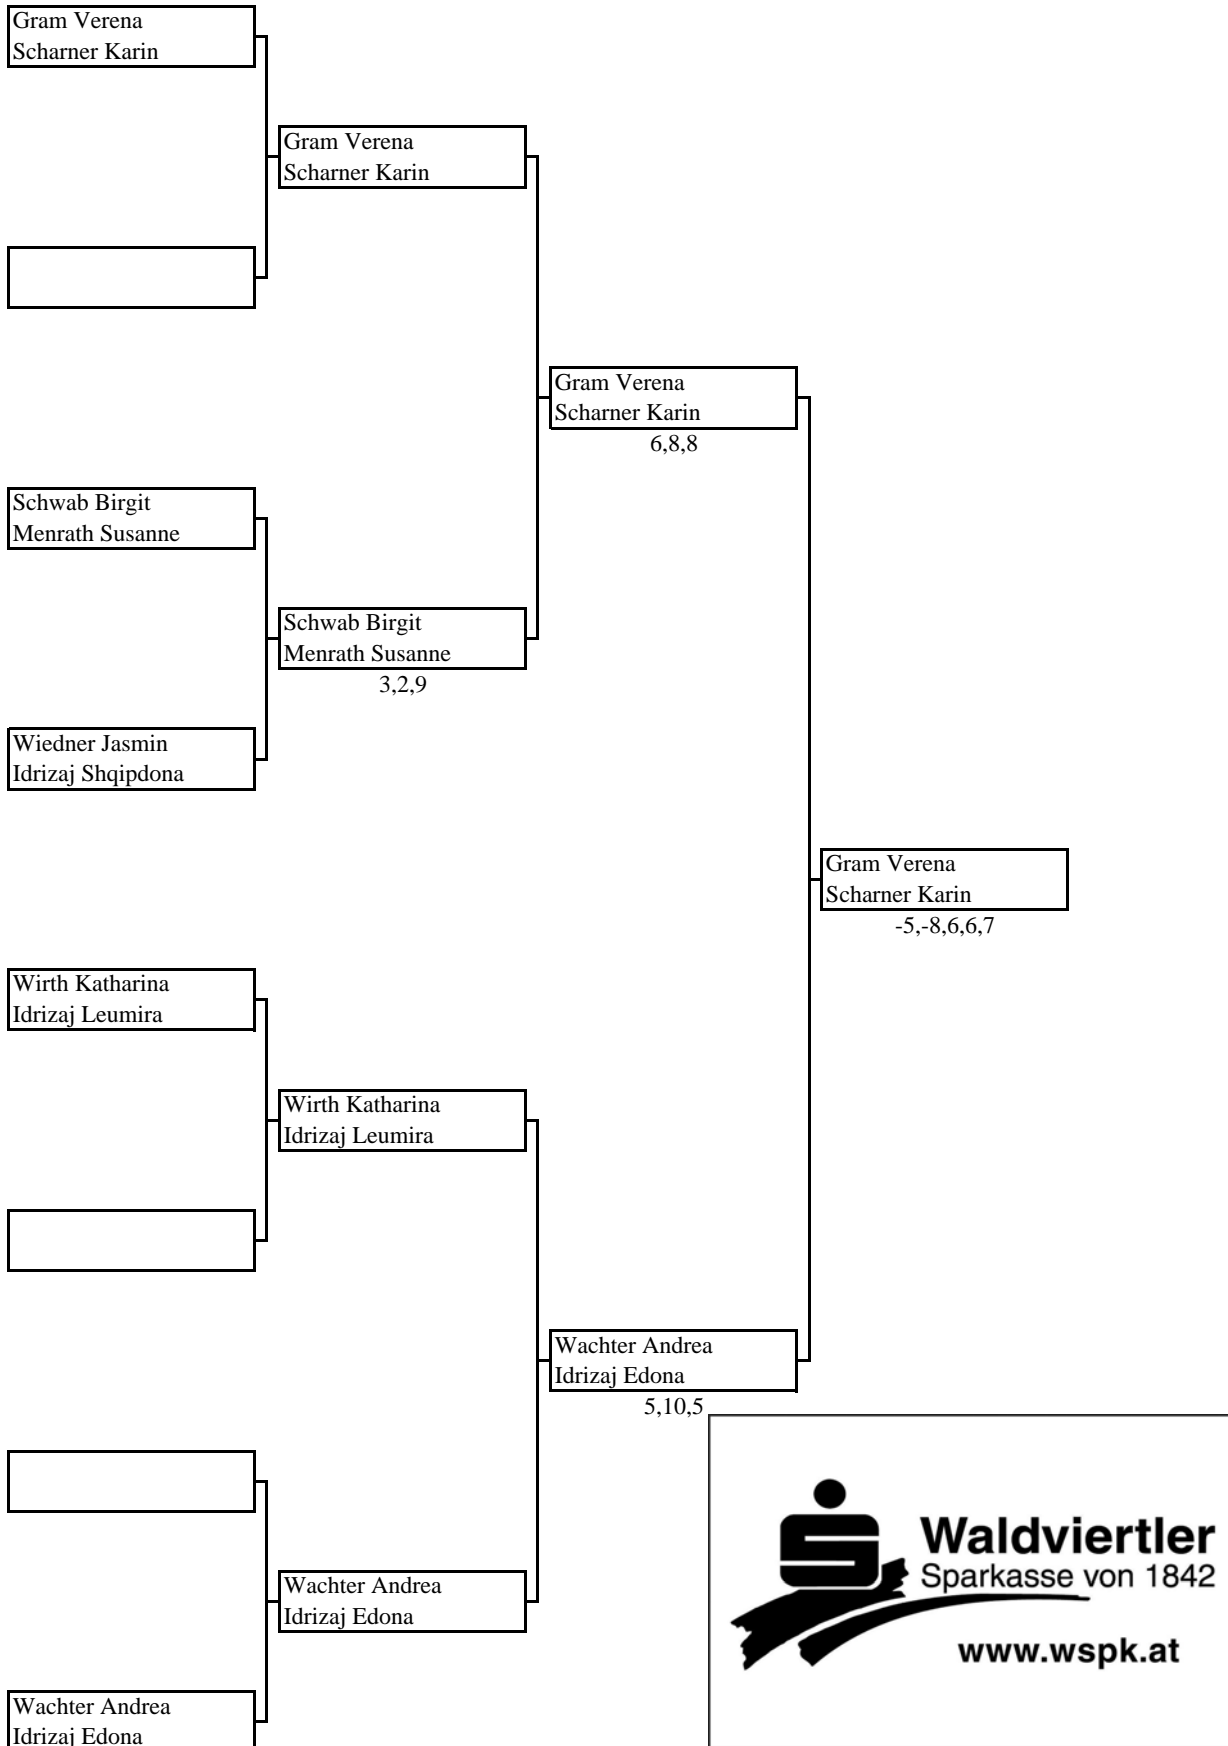 Gram Verena
Scharner Karin
Gram Verena
Scharner Karin
Gram Verena
Scharner Karin
6,8,8
Schwab Birgit
Menrath Susanne
Schwab Birgit
Menrath Susanne
3,2,9
Wiedner Jasmin
Idrizaj Shqipdona
Gram Verena
Scharner Karin
-5,-8,6,6,7
Wirth Katharina
Idrizaj Leumira
Wirth Katharina
Idrizaj Leumira
Wachter Andrea
Idrizaj Edona
5,10,5
Wachter Andrea
Idrizaj Edona
Wachter Andrea
Idrizaj Edona
Waldviertler
Sparkasse von 1842
www.wspk.at